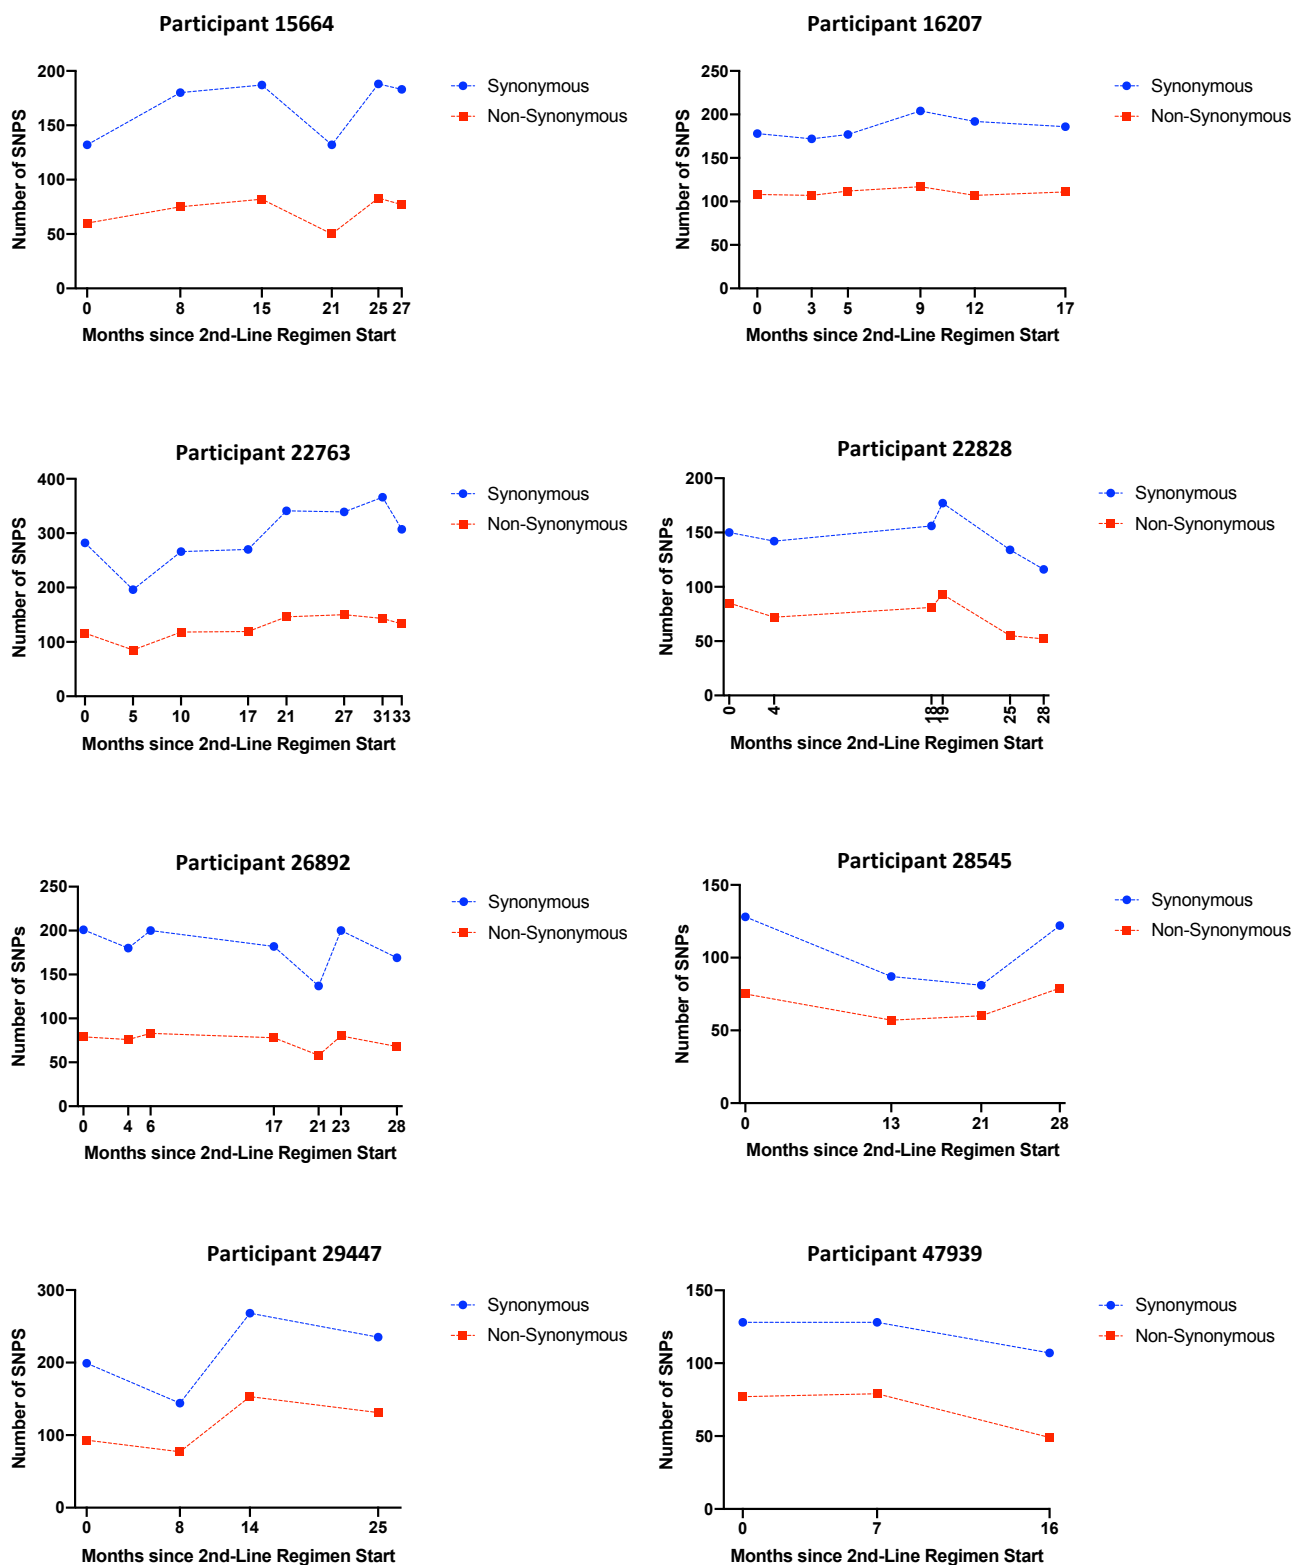 Participant 15664
Number of SNPS
200
150
100
50
0
0 8 15 21 25 27
Months since 2nd-Line Regimen Start
Synonymous
Non-Synonymous
Participant 16207
Number of SNPS
250
200
150
100
50
0
0 3 5 9 12 17
Months since 2nd-Line Regimen Start
Synonymous
Non-Synonymous
Participant 22763
Number of SNPS
400
300
200
100
0
0 5 10 17 21 27 31 33
Months since 2nd-Line Regimen Start
Synonymous
Non-Synonymous
Participant 22828
Number of SNPs
200
150
100
50
0
0 4 18 19 25 28
Months since 2nd-Line Regimen Start
Synonymous
Non-Synonymous
Participant 26892
Number of SNPs
250
200
150
100
50
0
0 4 6 17 21 23 28
Months since 2nd-Line Regimen Start
Synonymous
Non-Synonymous
Participant 28545
Number of SNPs
150
100
50
0
0 13 21 28
Months since 2nd-Line Regimen Start
Synonymous
Non-Synonymous
Participant 29447
Number of SNPS
300
200
100
0
0 8 14 25
Months since 2nd-Line Regimen Start
Synonymous
Non-Synonymous
Participant 47939
Number of SNPs
150
100
50
0
0 7 16
Months since 2nd-Line Regimen Start
Synonymous
Non-Synonymous